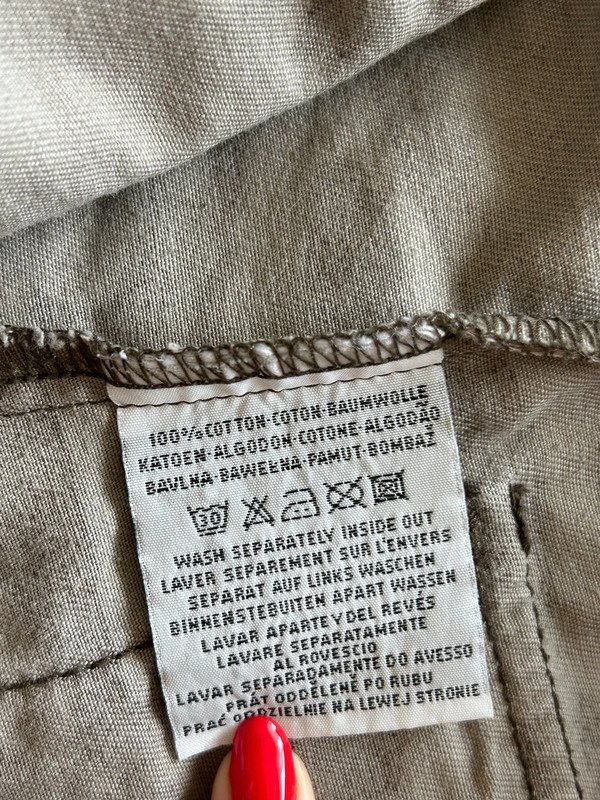 100% COTTON-COTON-BAUMWOLLE
KATOEN-ALGODON-COTONE-ALGODÃO
BAVLNA-BAWEŁNA-PAMUT-BOMBAŽ
30
WASH SEPARATELY INSIDE OUT
LAVER SEPAREMENT SUR L'ENVERS
SEPARAT AUF LINKS WASCHEN
BINNENSTEBUITEN APART WASSEN
LAVAR APARTE Y DEL REVÉS
LAVARE SEPARATAMENTE
AL ROVESCIO
LAVAR SEPARADAMENTE DO AVESSO
PRÁT ODDĚLENĚ PO RUBU
PRAĆ ODDZIELNIE NA LEWEJ STRONIE